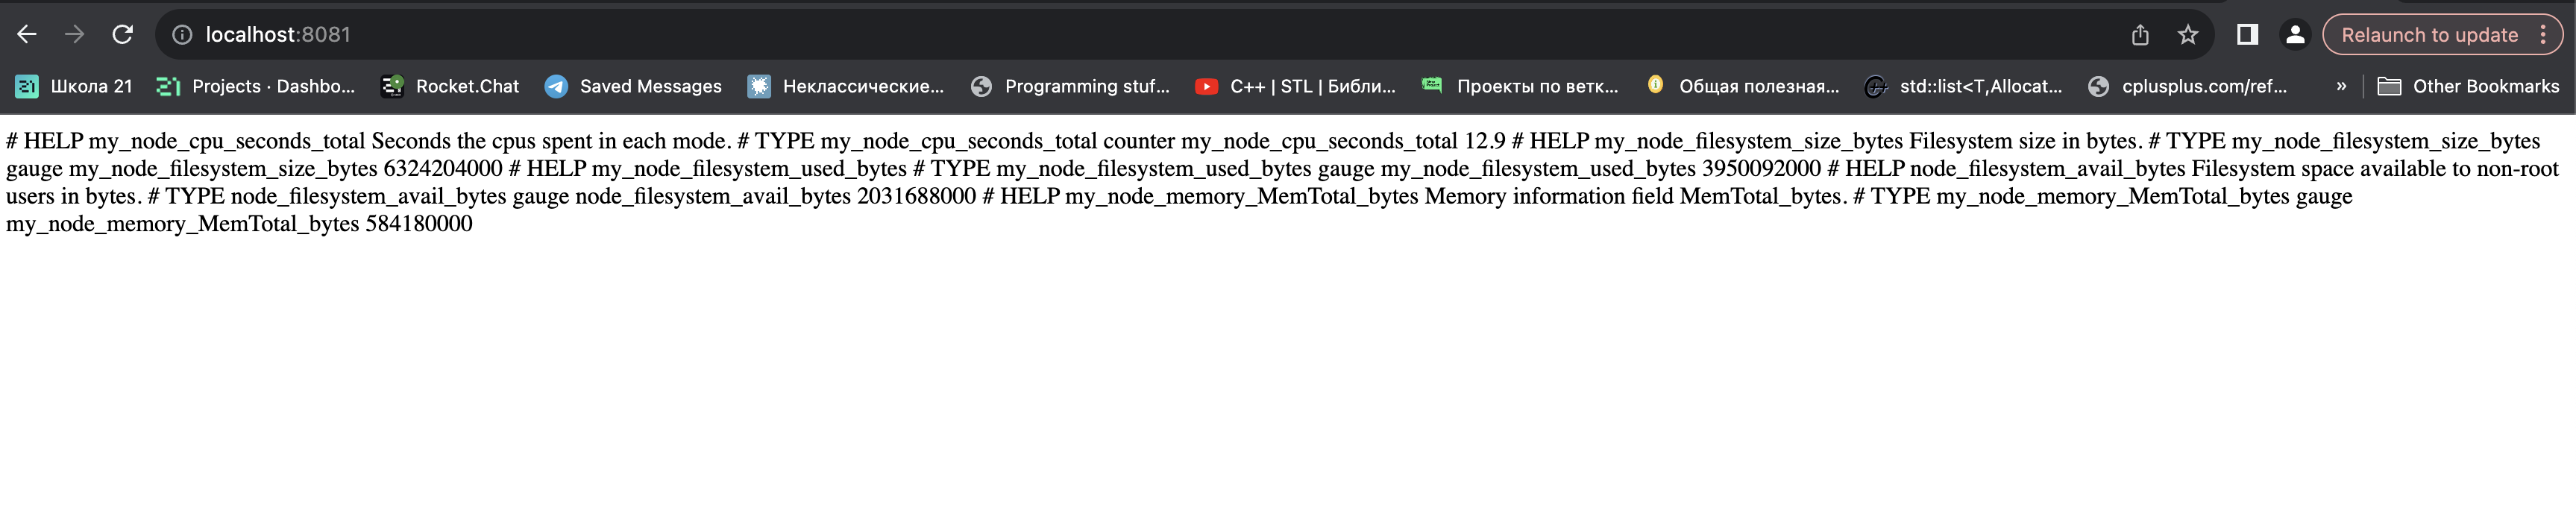 localhost:8081
Relaunch to update
Школа 21
Projects · Dashbo...
Rocket.Chat
Saved Messages
Неклассические...
Programming stuf...
C++ | STL | Библи...
Проекты по ветк...
Общая полезная...
std::list<T,Allocat...
cplusplus.com/ref...
»
Other Bookmarks
# HELP my_node_cpu_seconds_total Seconds the cpus spent in each mode. # TYPE my_node_cpu_seconds_total counter my_node_cpu_seconds_total 12.9 # HELP my_node_filesystem_size_bytes Filesystem size in bytes. # TYPE my_node_filesystem_size_bytes
gauge my_node_filesystem_size_bytes 6324204000 # HELP my_node_filesystem_used_bytes # TYPE my_node_filesystem_used_bytes gauge my_node_filesystem_used_bytes 3950092000 # HELP node_filesystem_avail_bytes Filesystem space available to non-root
users in bytes. # TYPE node_filesystem_avail_bytes gauge node_filesystem_avail_bytes 2031688000 # HELP my_node_memory_MemTotal_bytes Memory information field MemTotal_bytes. # TYPE my_node_memory_MemTotal_bytes gauge
my_node_memory_MemTotal_bytes 584180000